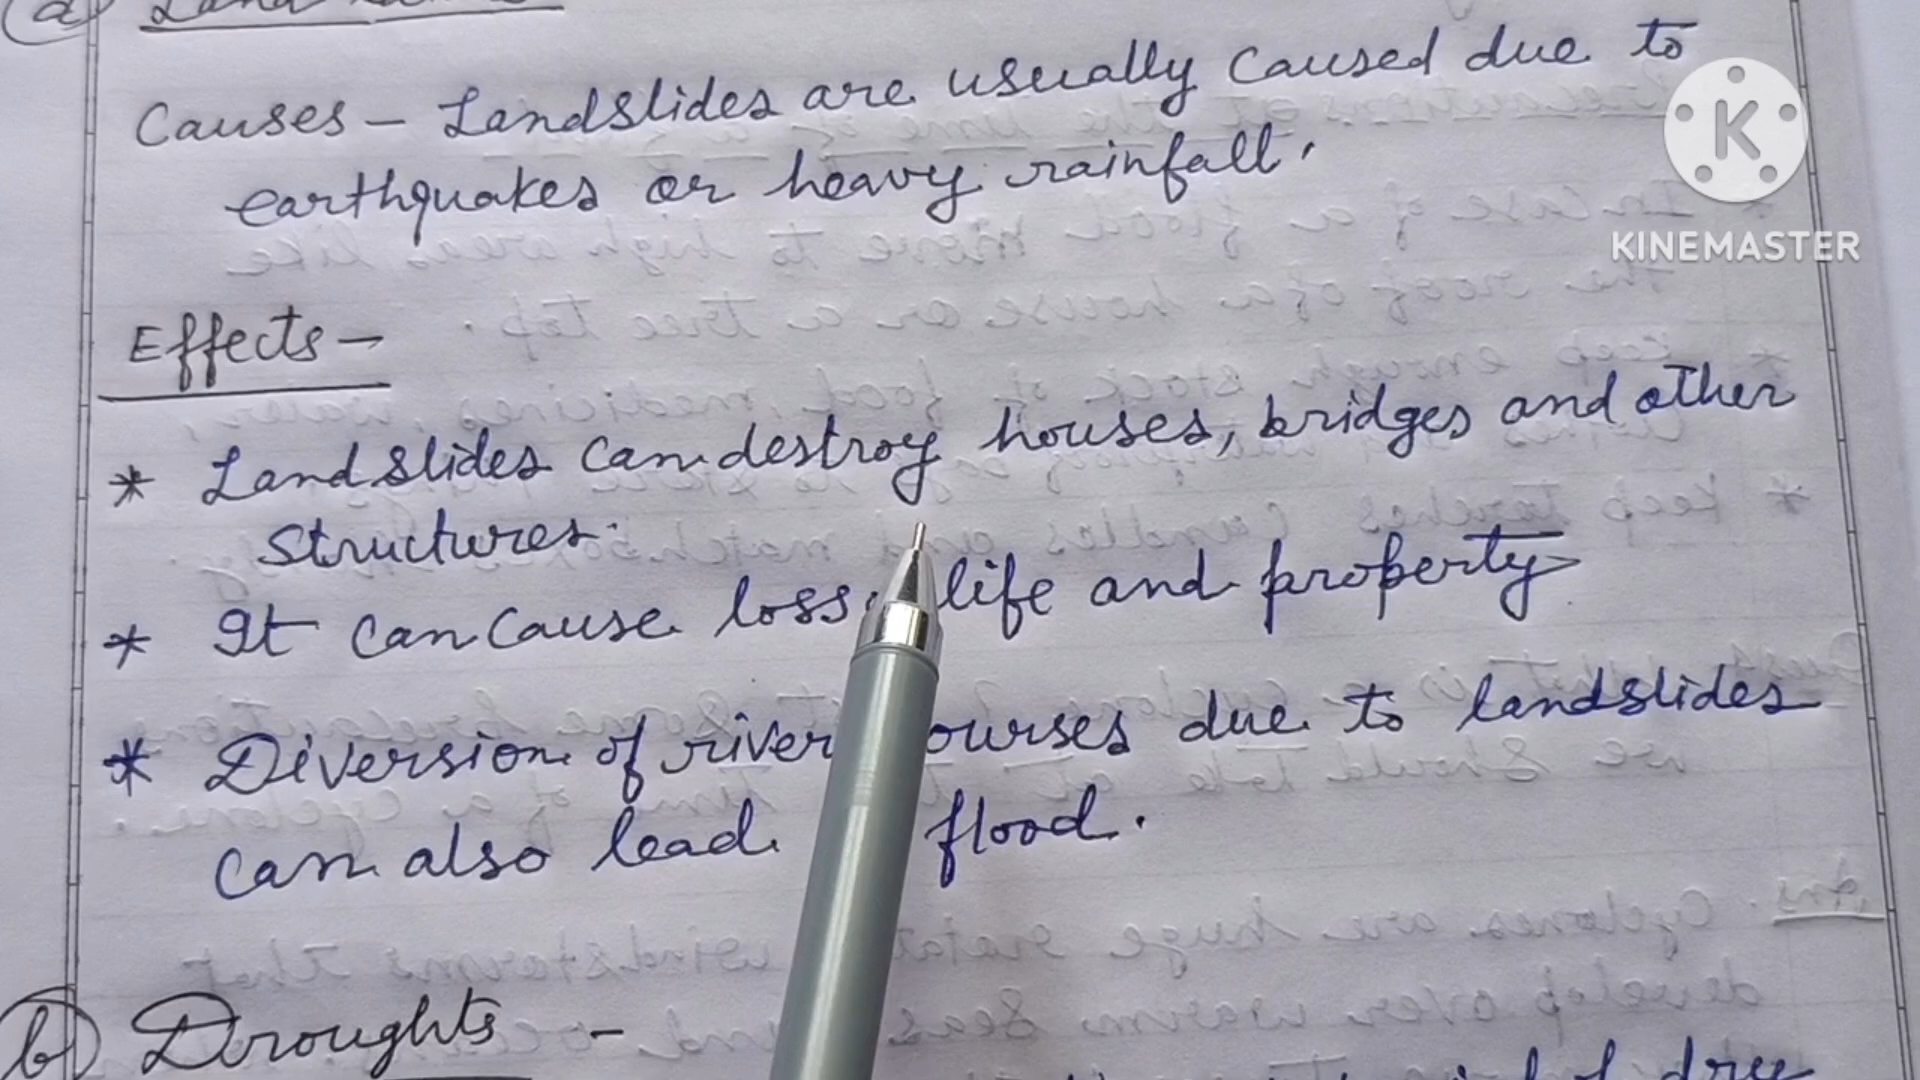 (a)
Causes - Landslides are usually caused due to
earthquakes or heavy rainfall.
KINEMASTER
Effects -
* Landslides can destroy houses, bridges and other
structures.
* It can cause loss life and property
* Diversion of river ourses due to landslides
can also lead flood.
b) Droughts -
of dry